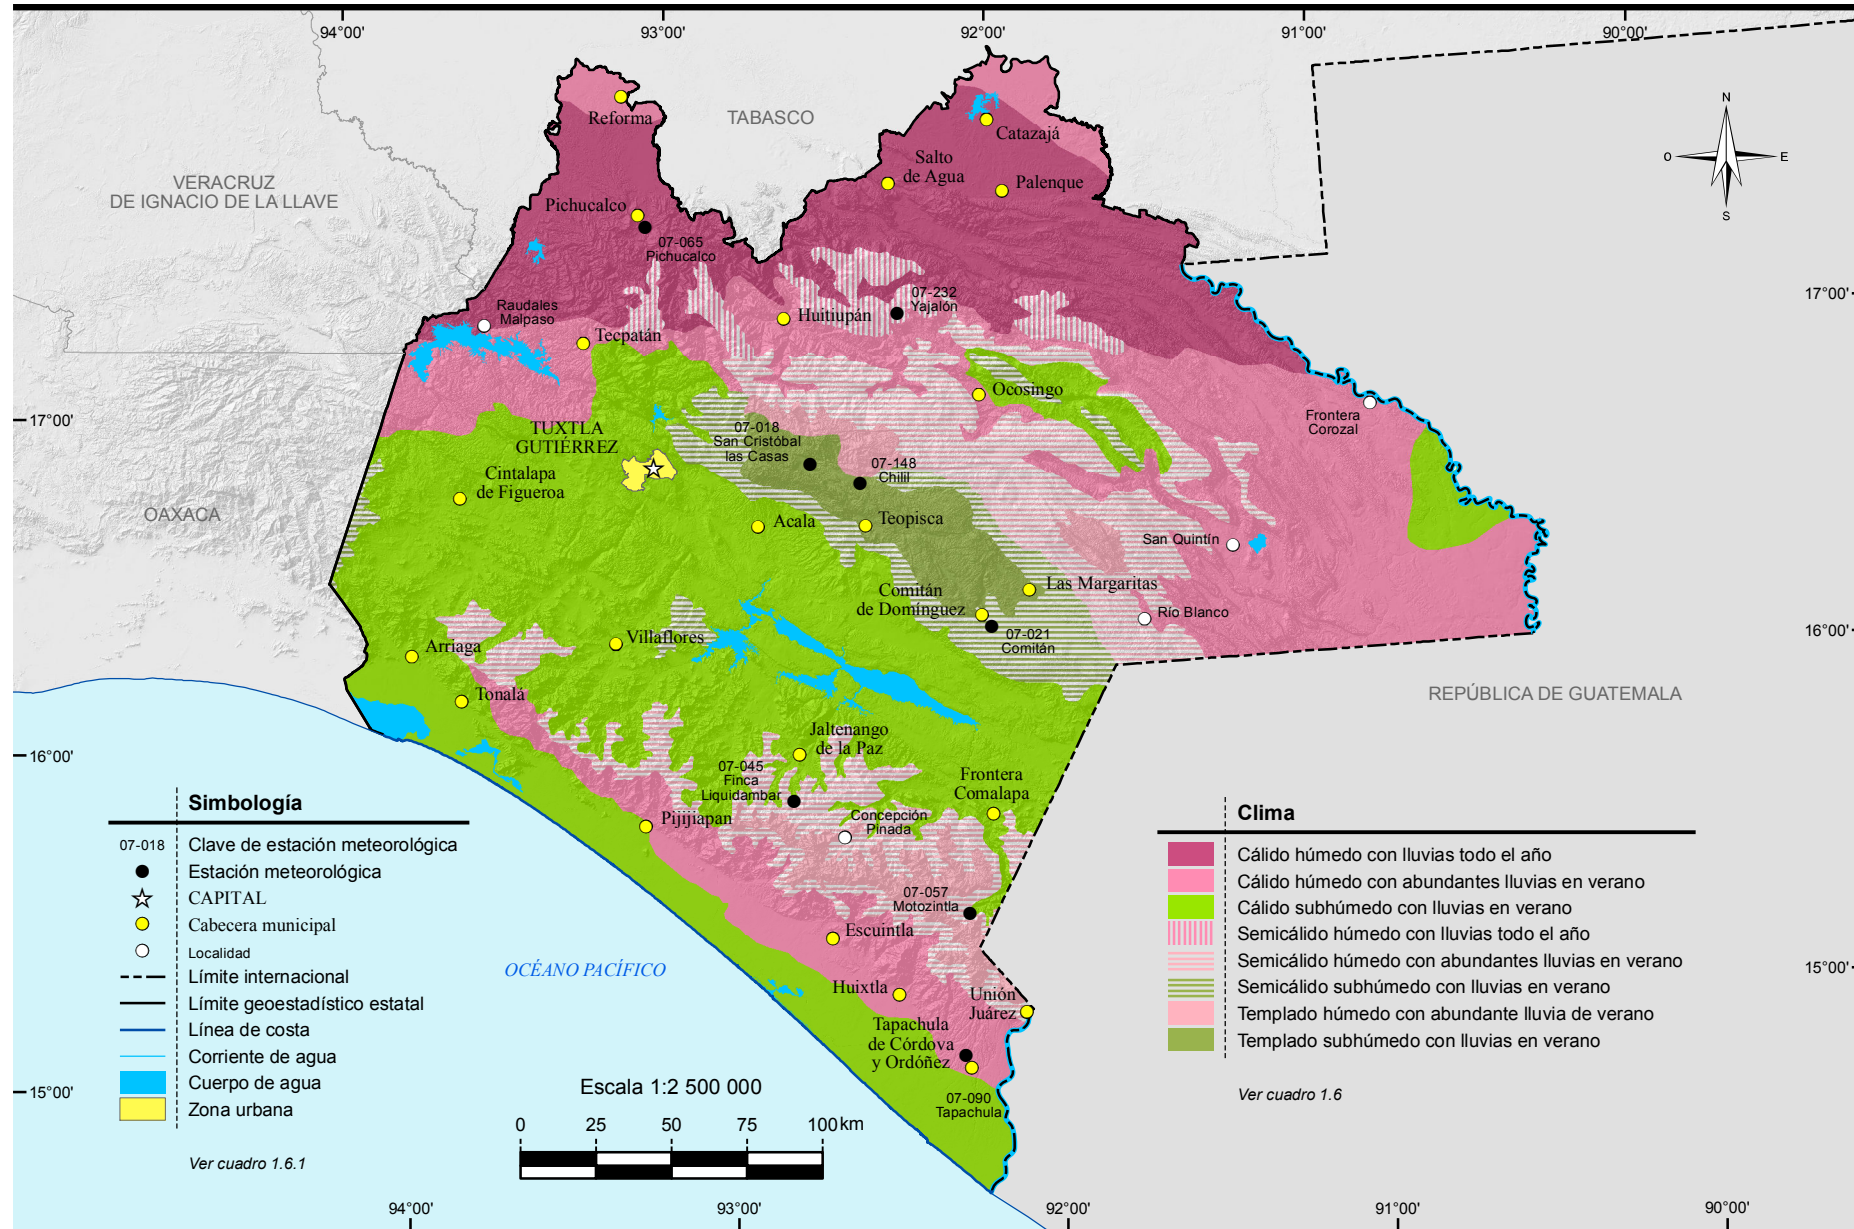 94°00'
93°00'
92°00'
91°00'
90°00'
TABASCO
Reforma
Catazajá
N
O
E
S
VERACRUZ
DE IGNACIO DE LA LLAVE
Salto
de Agua
Palenque
Pichucalco
07-065
Pichucalco
17°00'
Raudales
Malpaso
07-232
Yajalón
Huitiupán
Tecpatán
Ocosingo
Frontera
Corozal
17°00'
TUXTLA
GUTIÉRREZ
07-018
San Cristóbal
las Casas
07-148
Chilil
Cintalapa
de Figueroa
OAXACA
Acala
Teopisca
San Quintín
Comitán
de Domínguez
Las Margaritas
Río Blanco
07-021
Comitán
16°00'
Arriaga
Villaflores
Tonalá
REPÚBLICA DE GUATEMALA
Jaltenango
de la Paz
16°00'
07-045
Finca
Liquidambar
Frontera
Comalapa
Pijijiapan
Concepción
Pinada
07-057
Motozintla
Escuintla
OCÉANO PACÍFICO
15°00'
Huixtla
Unión
Juárez
Tapachula
de Córdova
y Ordóñez
07-090
Tapachula
15°00'
Simbología
07-018 Clave de estación meteorológica
Estación meteorológica
CAPITAL
Cabecera municipal
Localidad
Límite internacional
Límite geoestadístico estatal
Línea de costa
Corriente de agua
Cuerpo de agua
Zona urbana
Ver cuadro 1.6.1
Clima
Cálido húmedo con lluvias todo el año
Cálido húmedo con abundantes lluvias en verano
Cálido subhúmedo con lluvias en verano
Semicálido húmedo con lluvias todo el año
Semicálido húmedo con abundantes lluvias en verano
Semicálido subhúmedo con lluvias en verano
Templado húmedo con abundante lluvia de verano
Templado subhúmedo con lluvias en verano
Ver cuadro 1.6
Escala 1:2 500 000
0 25 50 75 100 km
94°00'
93°00'
92°00'
91°00'
90°00'